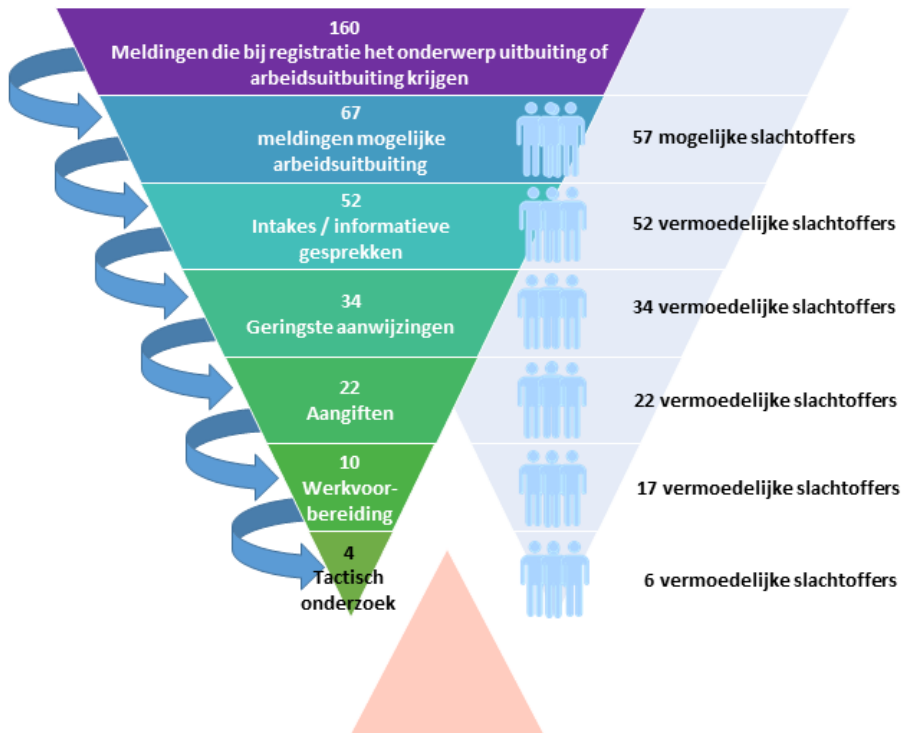 160
Meldingen die bij registratie het onderwerp uitbuiting of
arbeidsuitbuiting krijgen
67
meldingen mogelijke
arbeidsuitbuiting
57 mogelijke slachtoffers
52
Intakes / informatieve
gesprekken
52 vermoedelijke slachtoffers
34
Geringste aanwijzingen
34 vermoedelijke slachtoffers
22
Aangiften
22 vermoedelijke slachtoffers
10
Werkvoor-
bereiding
17 vermoedelijke slachtoffers
4
Tactisch
onderzoek
6 vermoedelijke slachtoffers